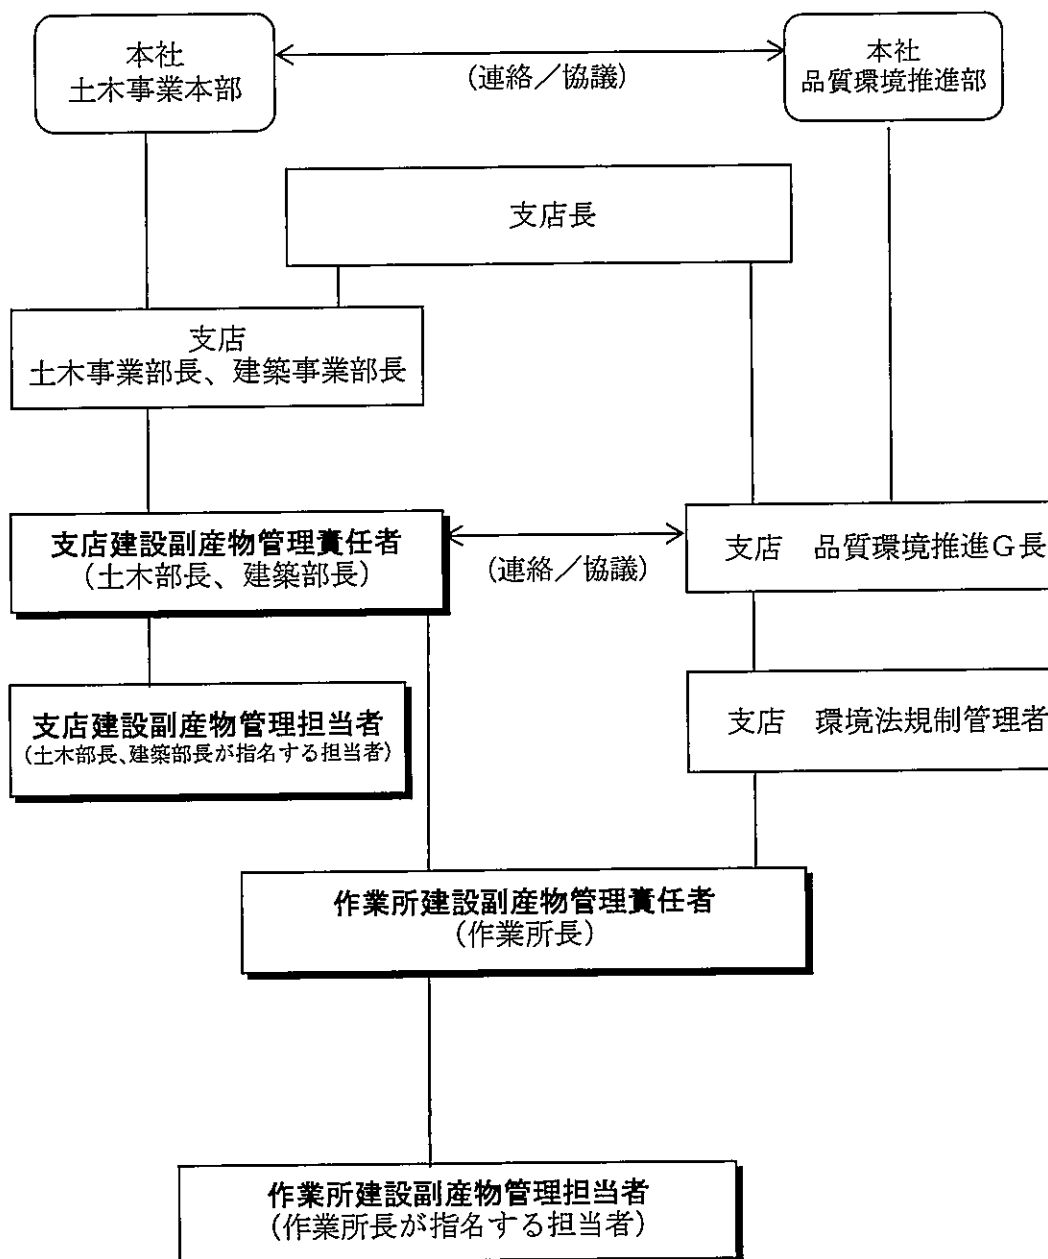 本社
土木事業本部
(連絡／協議)
本社
品質環境推進部
支店長
支店
土木事業部長、建築事業部長
支店建設副産物管理責任者
(土木部長、建築部長)
(連絡／協議)
支店　品質環境推進G長
支店建設副産物管理担当者
(土木部長、建築部長が指名する担当者)
支店　環境法規制管理者
作業所建設副産物管理責任者
(作業所長)
作業所建設副産物管理担当者
(作業所長が指名する担当者)